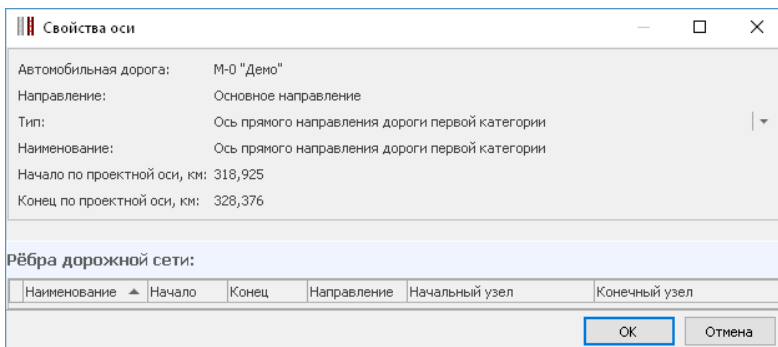 Свойства оси
Автомобильная дорога: М-0 "Демо"
Направление: Основное направление
Тип: Ось прямого направления дороги первой категории
Наименование: Ось прямого направления дороги первой категории
Начало по проектной оси, км: 318,925
Конец по проектной оси, км: 328,376
Рёбра дорожной сети:
Наименование Начало Конец Направление Начальный узел Конечный узел
ОК Отмена